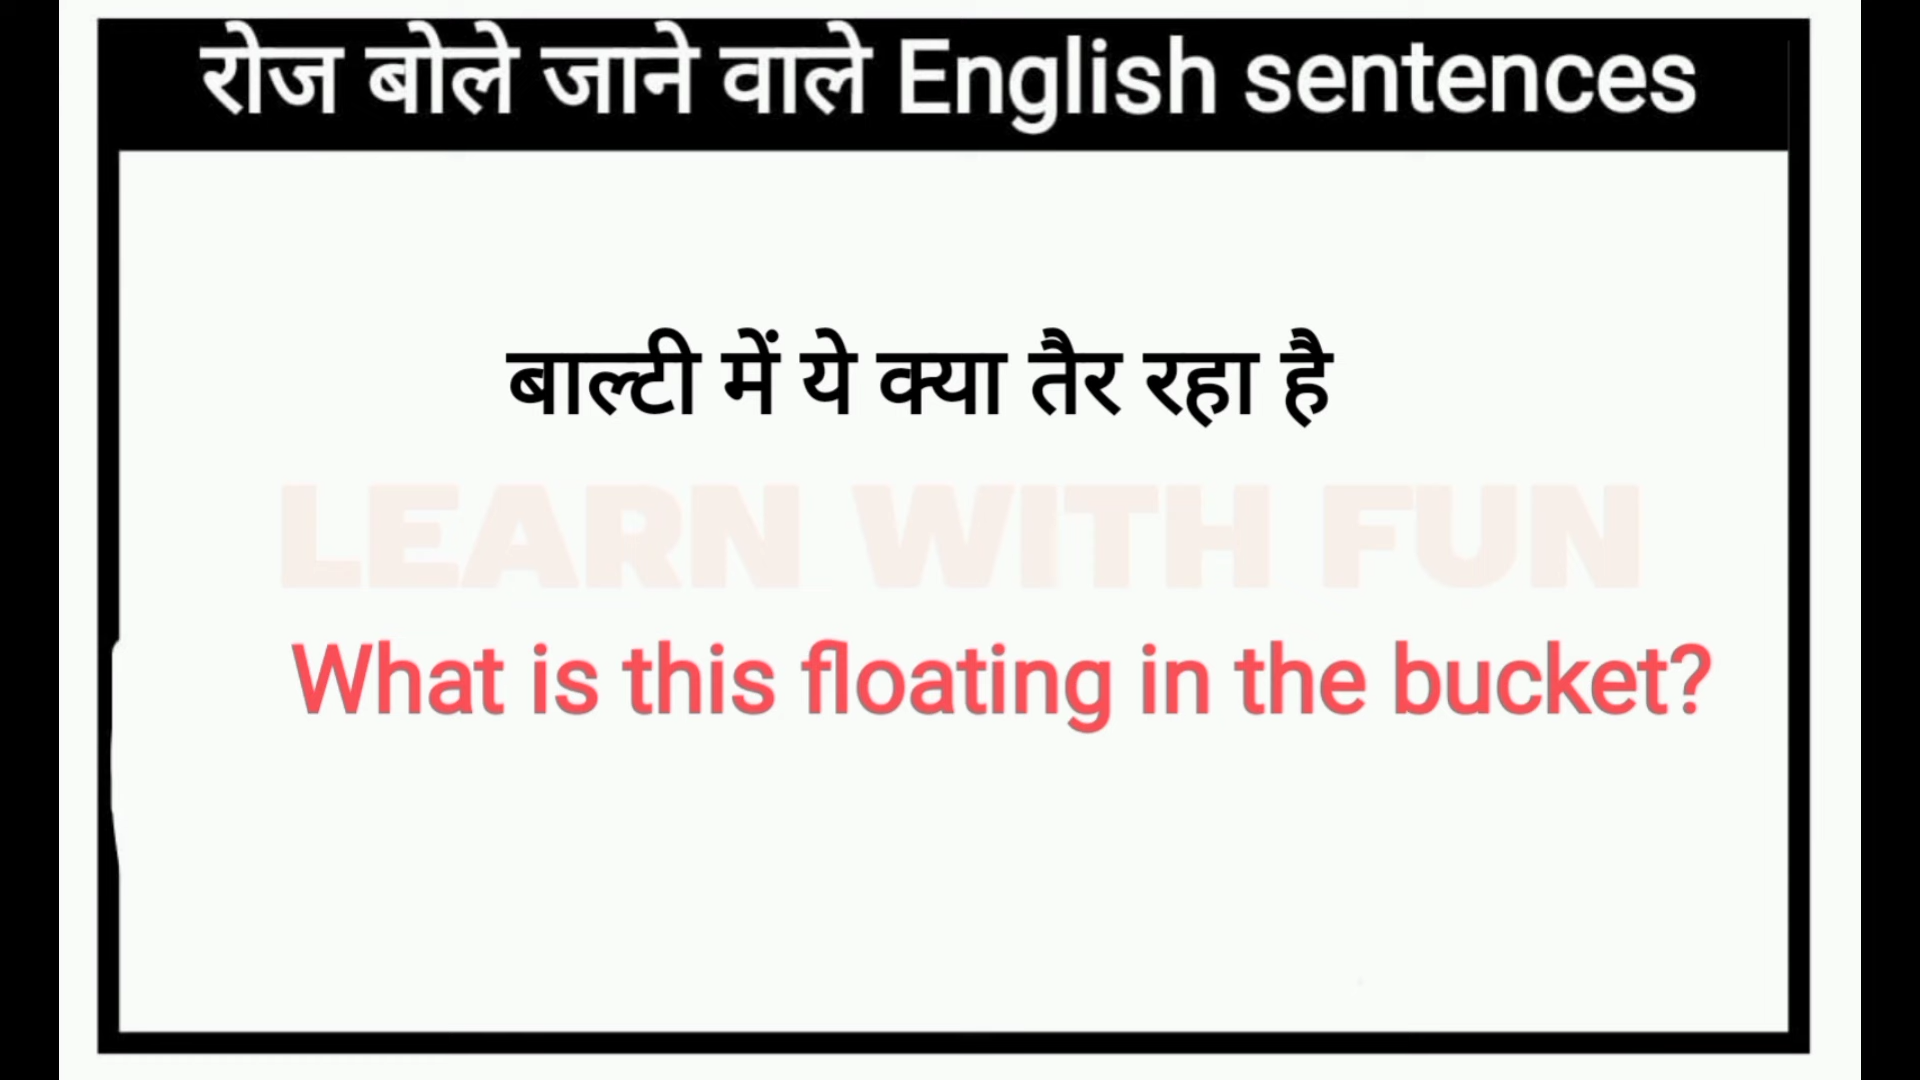 रोज बोले जाने वाले English sentences
बाल्टी में ये क्या तैर रहा है
LEARN WITH FUN
What is this floating in the bucket?